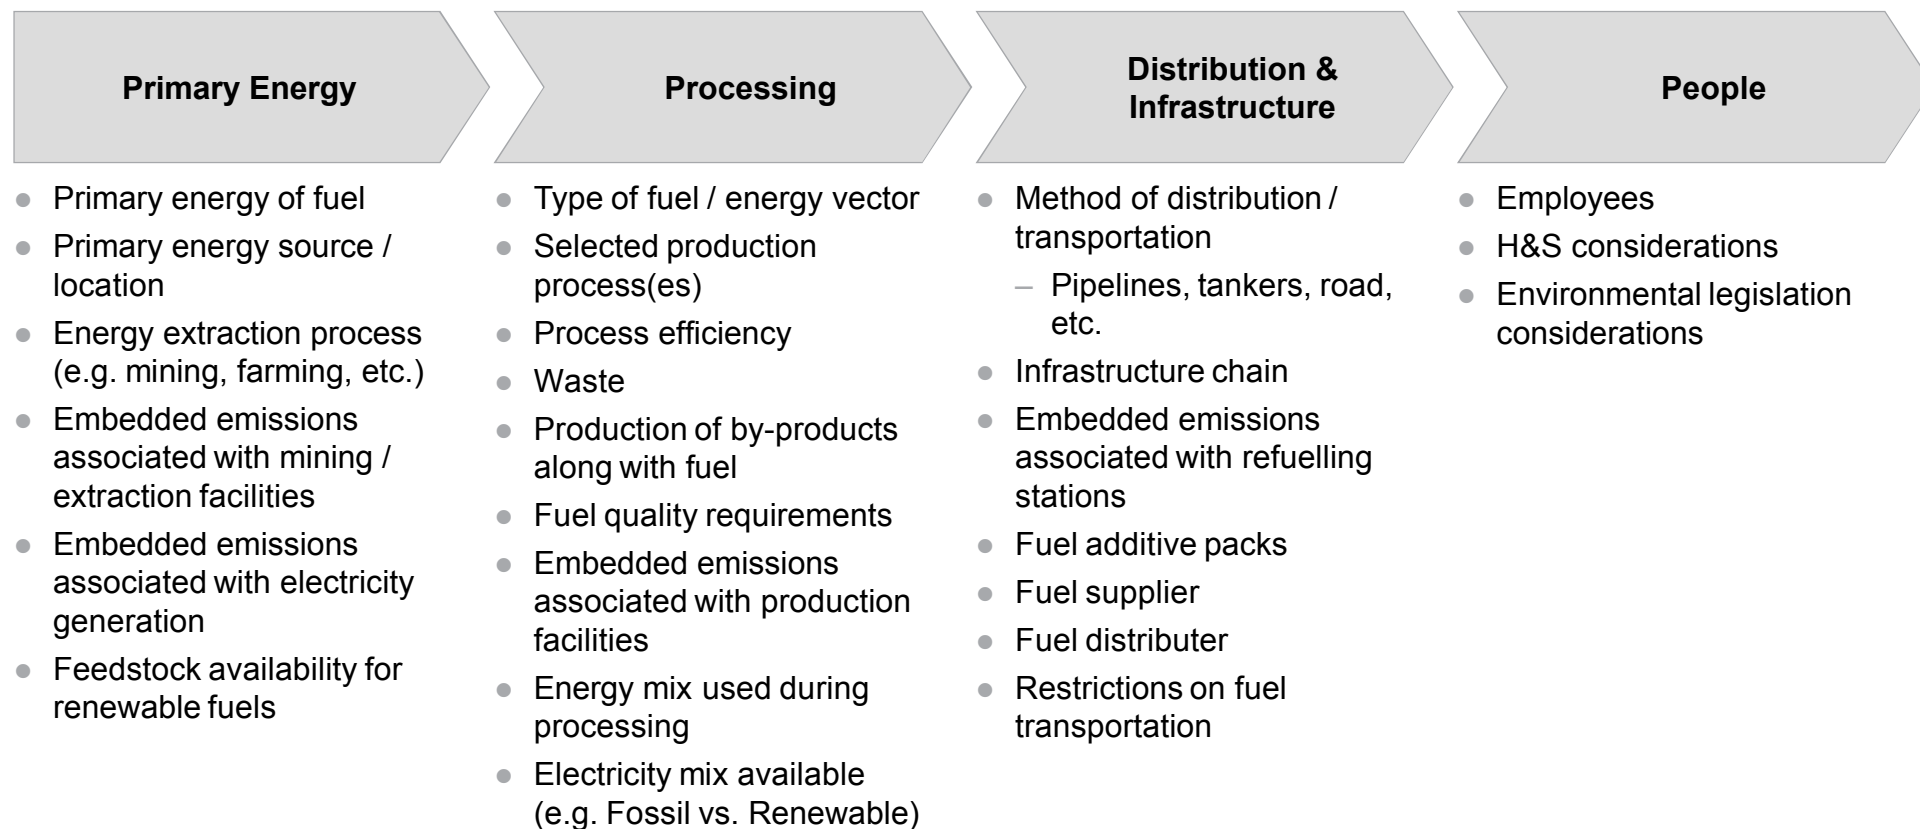 Primary Energy
● Primary energy of fuel
● Primary energy source /
location
● Energy extraction process
(e.g. mining, farming, etc.)
● Embedded emissions
associated with mining /
extraction facilities
● Embedded emissions
associated with electricity
generation
● Feedstock availability for
renewable fuels
Processing
● Type of fuel / energy vector
● Selected production
process(es)
● Process efficiency
● Waste
● Production of by-products
along with fuel
● Fuel quality requirements
● Embedded emissions
associated with production
facilities
● Energy mix used during
processing
● Electricity mix available
(e.g. Fossil vs. Renewable)
Distribution &
Infrastructure
● Method of distribution /
transportation
– Pipelines, tankers, road,
etc.
● Infrastructure chain
● Embedded emissions
associated with refuelling
stations
● Fuel additive packs
● Fuel supplier
● Fuel distributer
● Restrictions on fuel
transportation
People
● Employees
● H&S considerations
● Environmental legislation
considerations